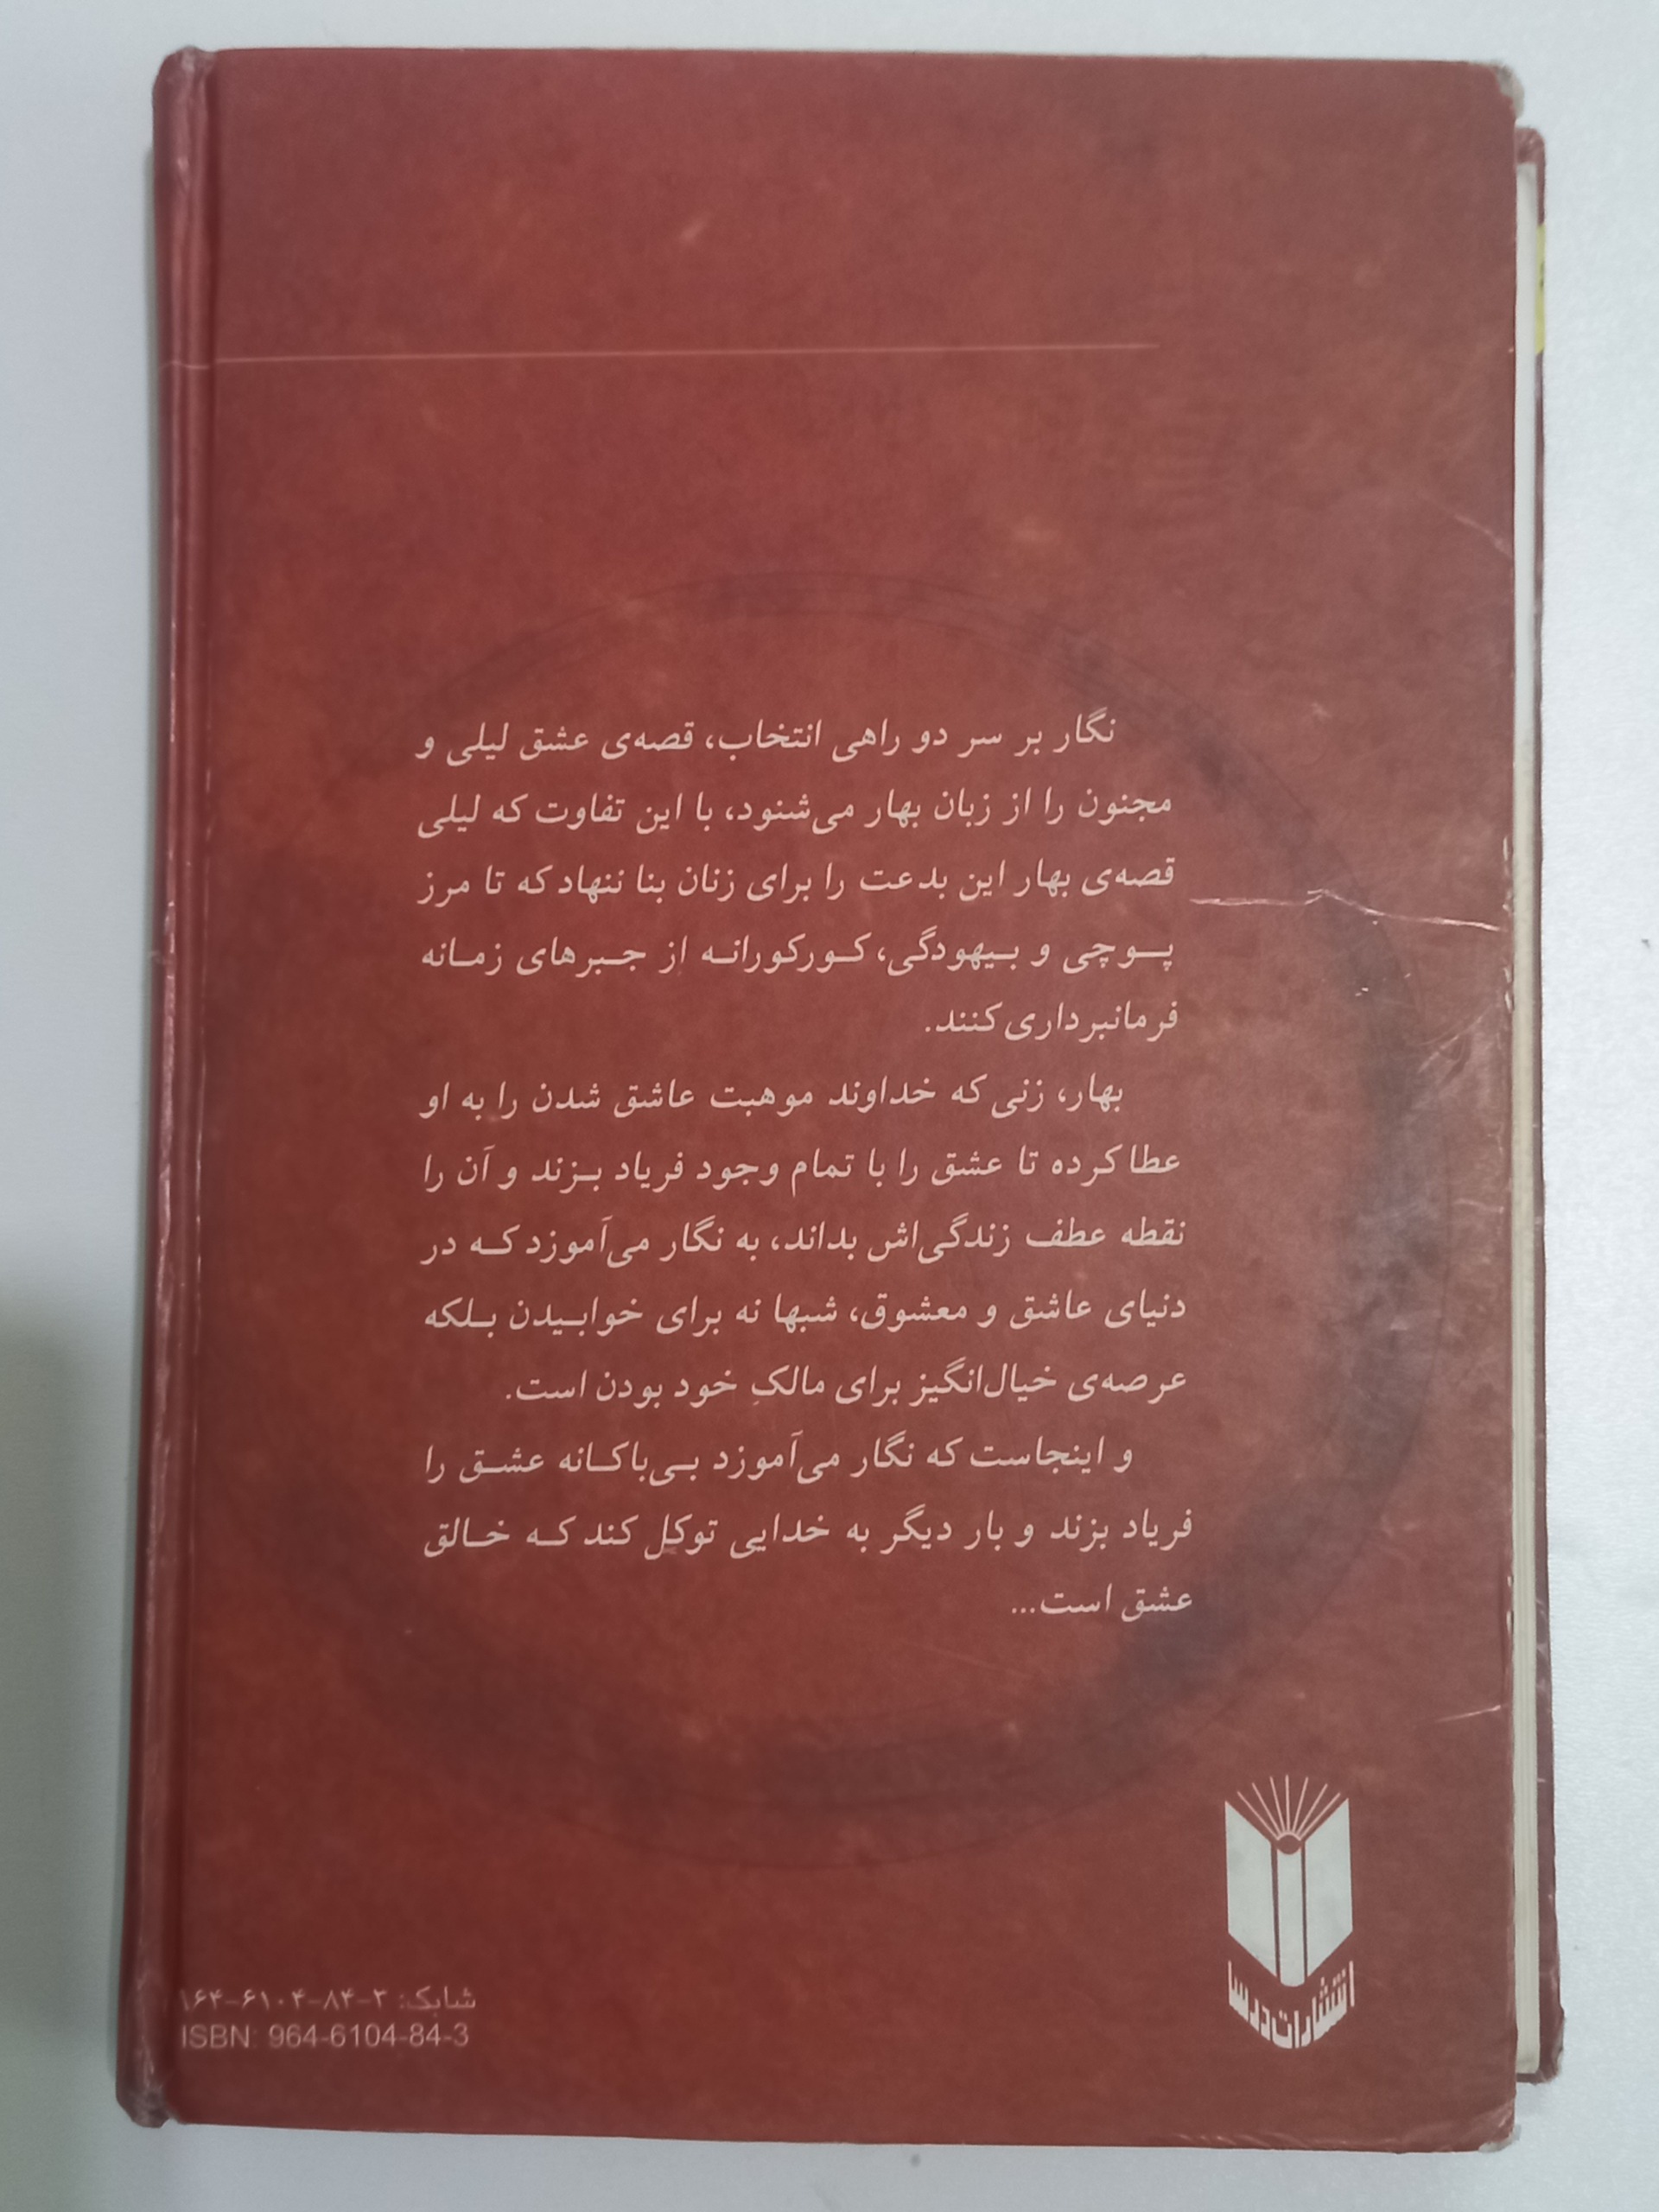 نگار بر سر دو راهی انتخاب، قصه‌ی عشق لیلی و
مجنون را از زبان بهار می‌شنود، با این تفاوت که لیلی
قصه‌ی بهار این بدعت را برای زنان بنا ننهاد که تا مرز
پوچی و بیهودگی، کورکورانه از جبرهای زمانه
فرمانبرداری کنند.
بهار، زنی که خداوند موهبت عاشق شدن را به او
عطا کرده تا عشق را با تمام وجود فریاد بزند و آن را
نقطه عطف زندگی‌اش بداند، به نگار می‌آموزد که در
دنیای عاشق و معشوق، شبها نه برای خوابیدن بلکه
عرصه‌ی خیال‌انگیز برای مالکِ خود بودن است.
و اینجاست که نگار می‌آموزد بی‌باکانه عشق را
فریاد بزند و بار دیگر به خدایی توکل کند که خالق
عشق است...
انتشارات درسا
شابک: ۳-۸۴-۶۱۰۴-۹۶۴
ISBN: 964-6104-84-3